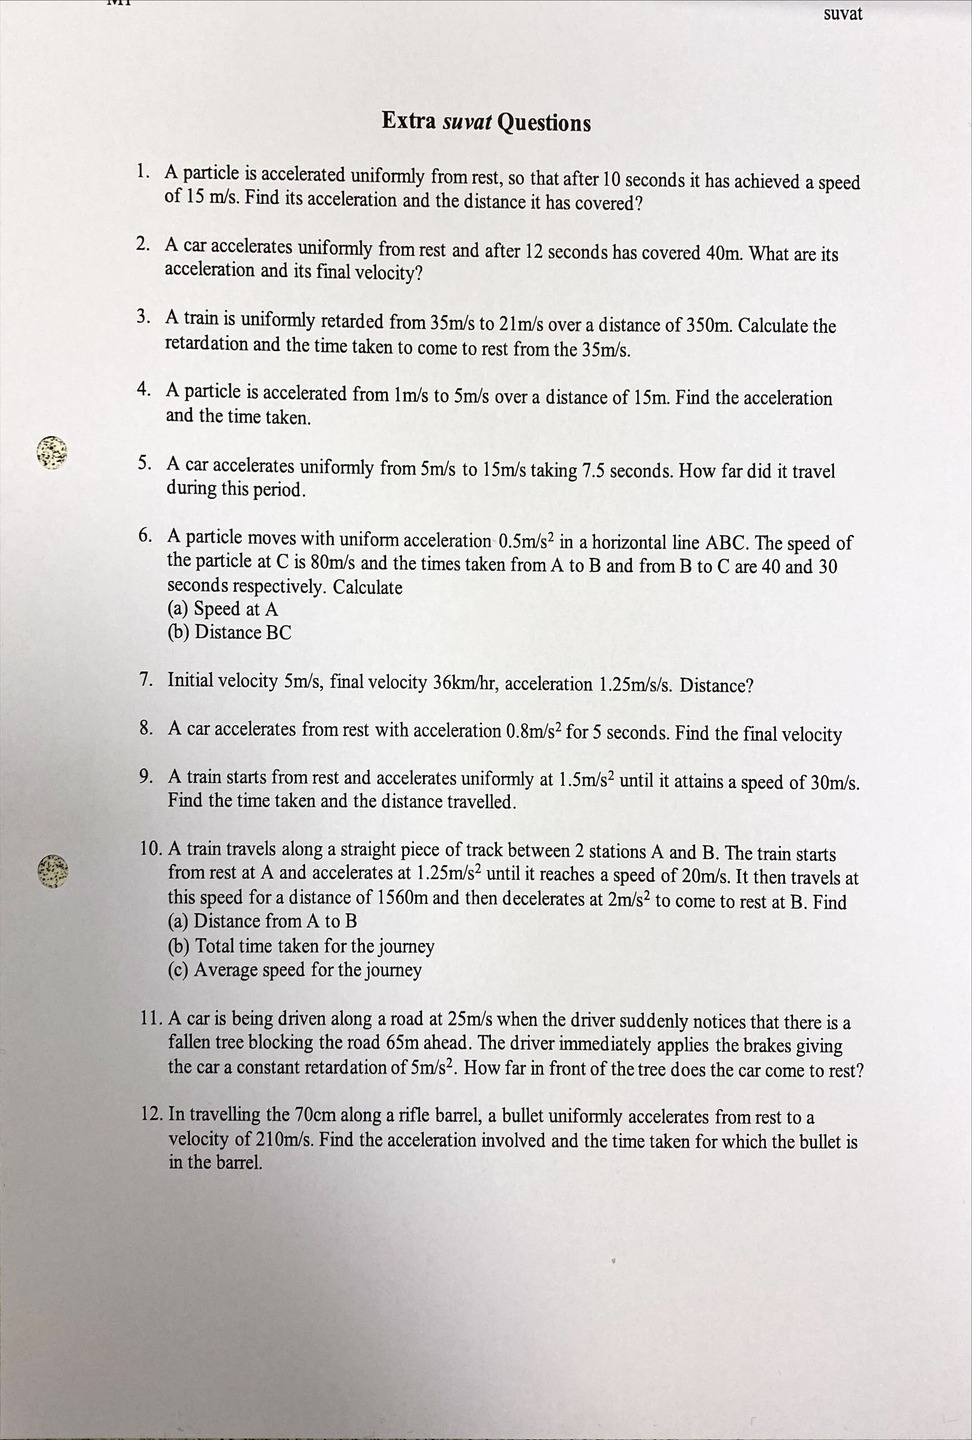 suvat
Extra suvat Questions
1. A particle is accelerated uniformly from rest, so that after 10 seconds it has achieved a speed
of 15 m/s. Find its acceleration and the distance it has covered?
2. A car accelerates uniformly from rest and after 12 seconds has covered 40m. What are its
acceleration and its final velocity?
3. A train is uniformly retarded from 35m/s to 21m/s over a distance of 350m. Calculate the
retardation and the time taken to come to rest from the 35m/s.
4. A particle is accelerated from 1m/s to 5m/s over a distance of 15m. Find the acceleration
and the time taken.
5. A car accelerates uniformly from 5m/s to 15m/s taking 7.5 seconds. How far did it travel
during this period.
6. A particle moves with uniform acceleration 0.5m/s² in a horizontal line ABC. The speed of
the particle at C is 80m/s and the times taken from A to B and from B to C are 40 and 30
seconds respectively. Calculate
(a) Speed at A
(b) Distance BC
7. Initial velocity 5m/s, final velocity 36km/hr, acceleration 1.25m/s/s. Distance?
8. A car accelerates from rest with acceleration 0.8m/s² for 5 seconds. Find the final velocity
9. A train starts from rest and accelerates uniformly at 1.5m/s² until it attains a speed of 30m/s.
Find the time taken and the distance travelled.
10. A train travels along a straight piece of track between 2 stations A and B. The train starts
from rest at A and accelerates at 1.25m/s² until it reaches a speed of 20m/s. It then travels at
this speed for a distance of 1560m and then decelerates at 2m/s² to come to rest at B. Find
(a) Distance from A to B
(b) Total time taken for the journey
(c) Average speed for the journey
11. A car is being driven along a road at 25m/s when the driver suddenly notices that there is a
fallen tree blocking the road 65m ahead. The driver immediately applies the brakes giving
the car a constant retardation of 5m/s². How far in front of the tree does the car come to rest?
12. In travelling the 70cm along a rifle barrel, a bullet uniformly accelerates from rest to a
velocity of 210m/s. Find the acceleration involved and the time taken for which the bullet is
in the barrel.